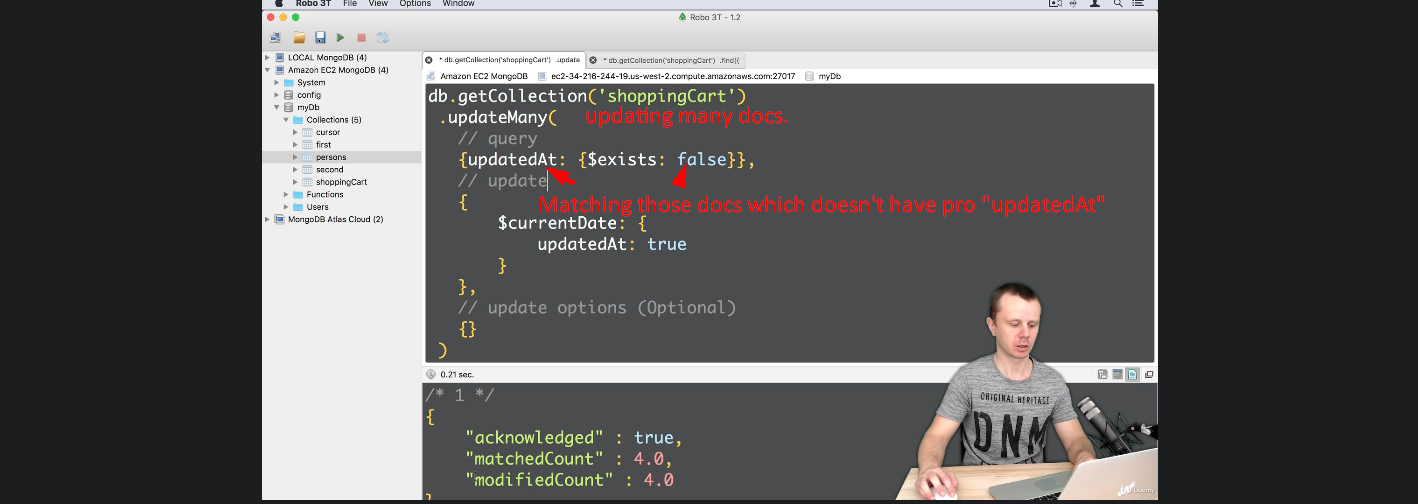 Robo 3T File View Options Window
Robo 3T - 1.2
LOCAL MongoDB (4)
Amazon EC2 MongoDB (4)
System
config
myDb
Collections (5)
cursor
first
persons
second
shoppingCart
Functions
Users
MongoDB Atlas Cloud (2)
* db.getCollection('shoppingCart') .update
* db.getCollection('shoppingCart') .find({
Amazon EC2 MongoDB ec2-34-216-244-19.us-west-2.compute.amazonaws.com:27017 myDb
db.getCollection('shoppingCart')
.updateMany( updating many docs.
// query
{updatedAt: {$exists: false}},
// update
Matching those docs which doesn't have pro "updatedAt"
{
$currentDate: {
updatedAt: true
}
},
// update options (Optional)
{}
)
0.21 sec.
/* 1 */
{
"acknowledged" : true,
"matchedCount" : 4.0,
"modifiedCount" : 4.0
}
ORIGINAL HERITAGE
DNM
Udemy